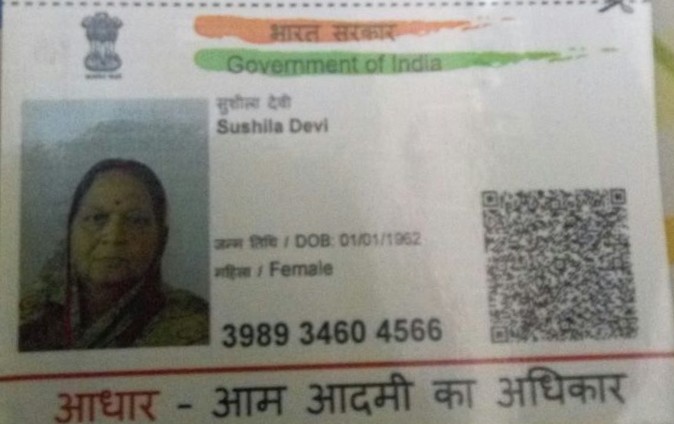 भारत सरकार
Government of India
सुशीला देवी
Sushila Devi
जन्म तिथि / DOB: 01/01/1962
महिला / Female
3989 3460 4566
आधार - आम आदमी का अधिकार